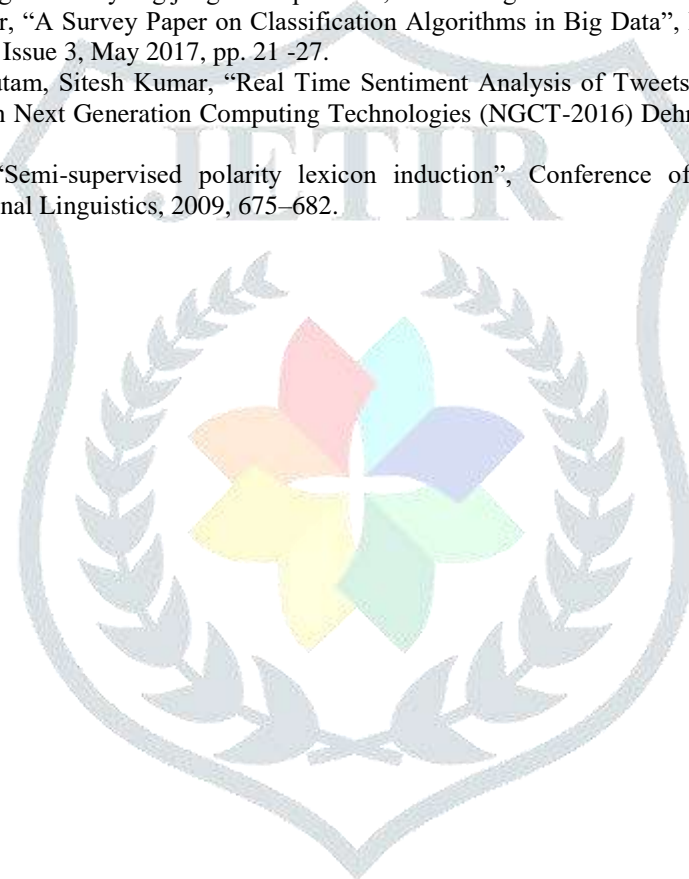 r, “A Survey Paper on Classification Algorithms in Big Data”,
Issue 3, May 2017, pp. 21 -27.
utam, Sitesh Kumar, “Real Time Sentiment Analysis of Tweets
n Next Generation Computing Technologies (NGCT-2016) Dehr
“Semi-supervised polarity lexicon induction”, Conference of
nal Linguistics, 2009, 675–682.
JETIR